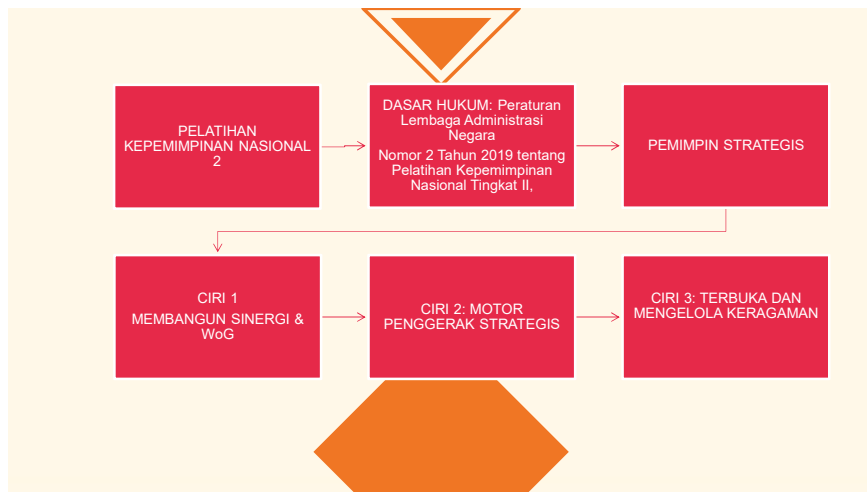 PELATIHAN
KEPEMIMPINAN NASIONAL
2
DASAR HUKUM: Peraturan
Lembaga Administrasi
Negara
Nomor 2 Tahun 2019 tentang
Pelatihan Kepemimpinan
Nasional Tingkat II,
PEMIMPIN STRATEGIS
CIRI 1
MEMBANGUN SINERGI &
WoG
CIRI 2: MOTOR
PENGGERAK STRATEGIS
CIRI 3: TERBUKA DAN
MENGELOLA KERAGAMAN